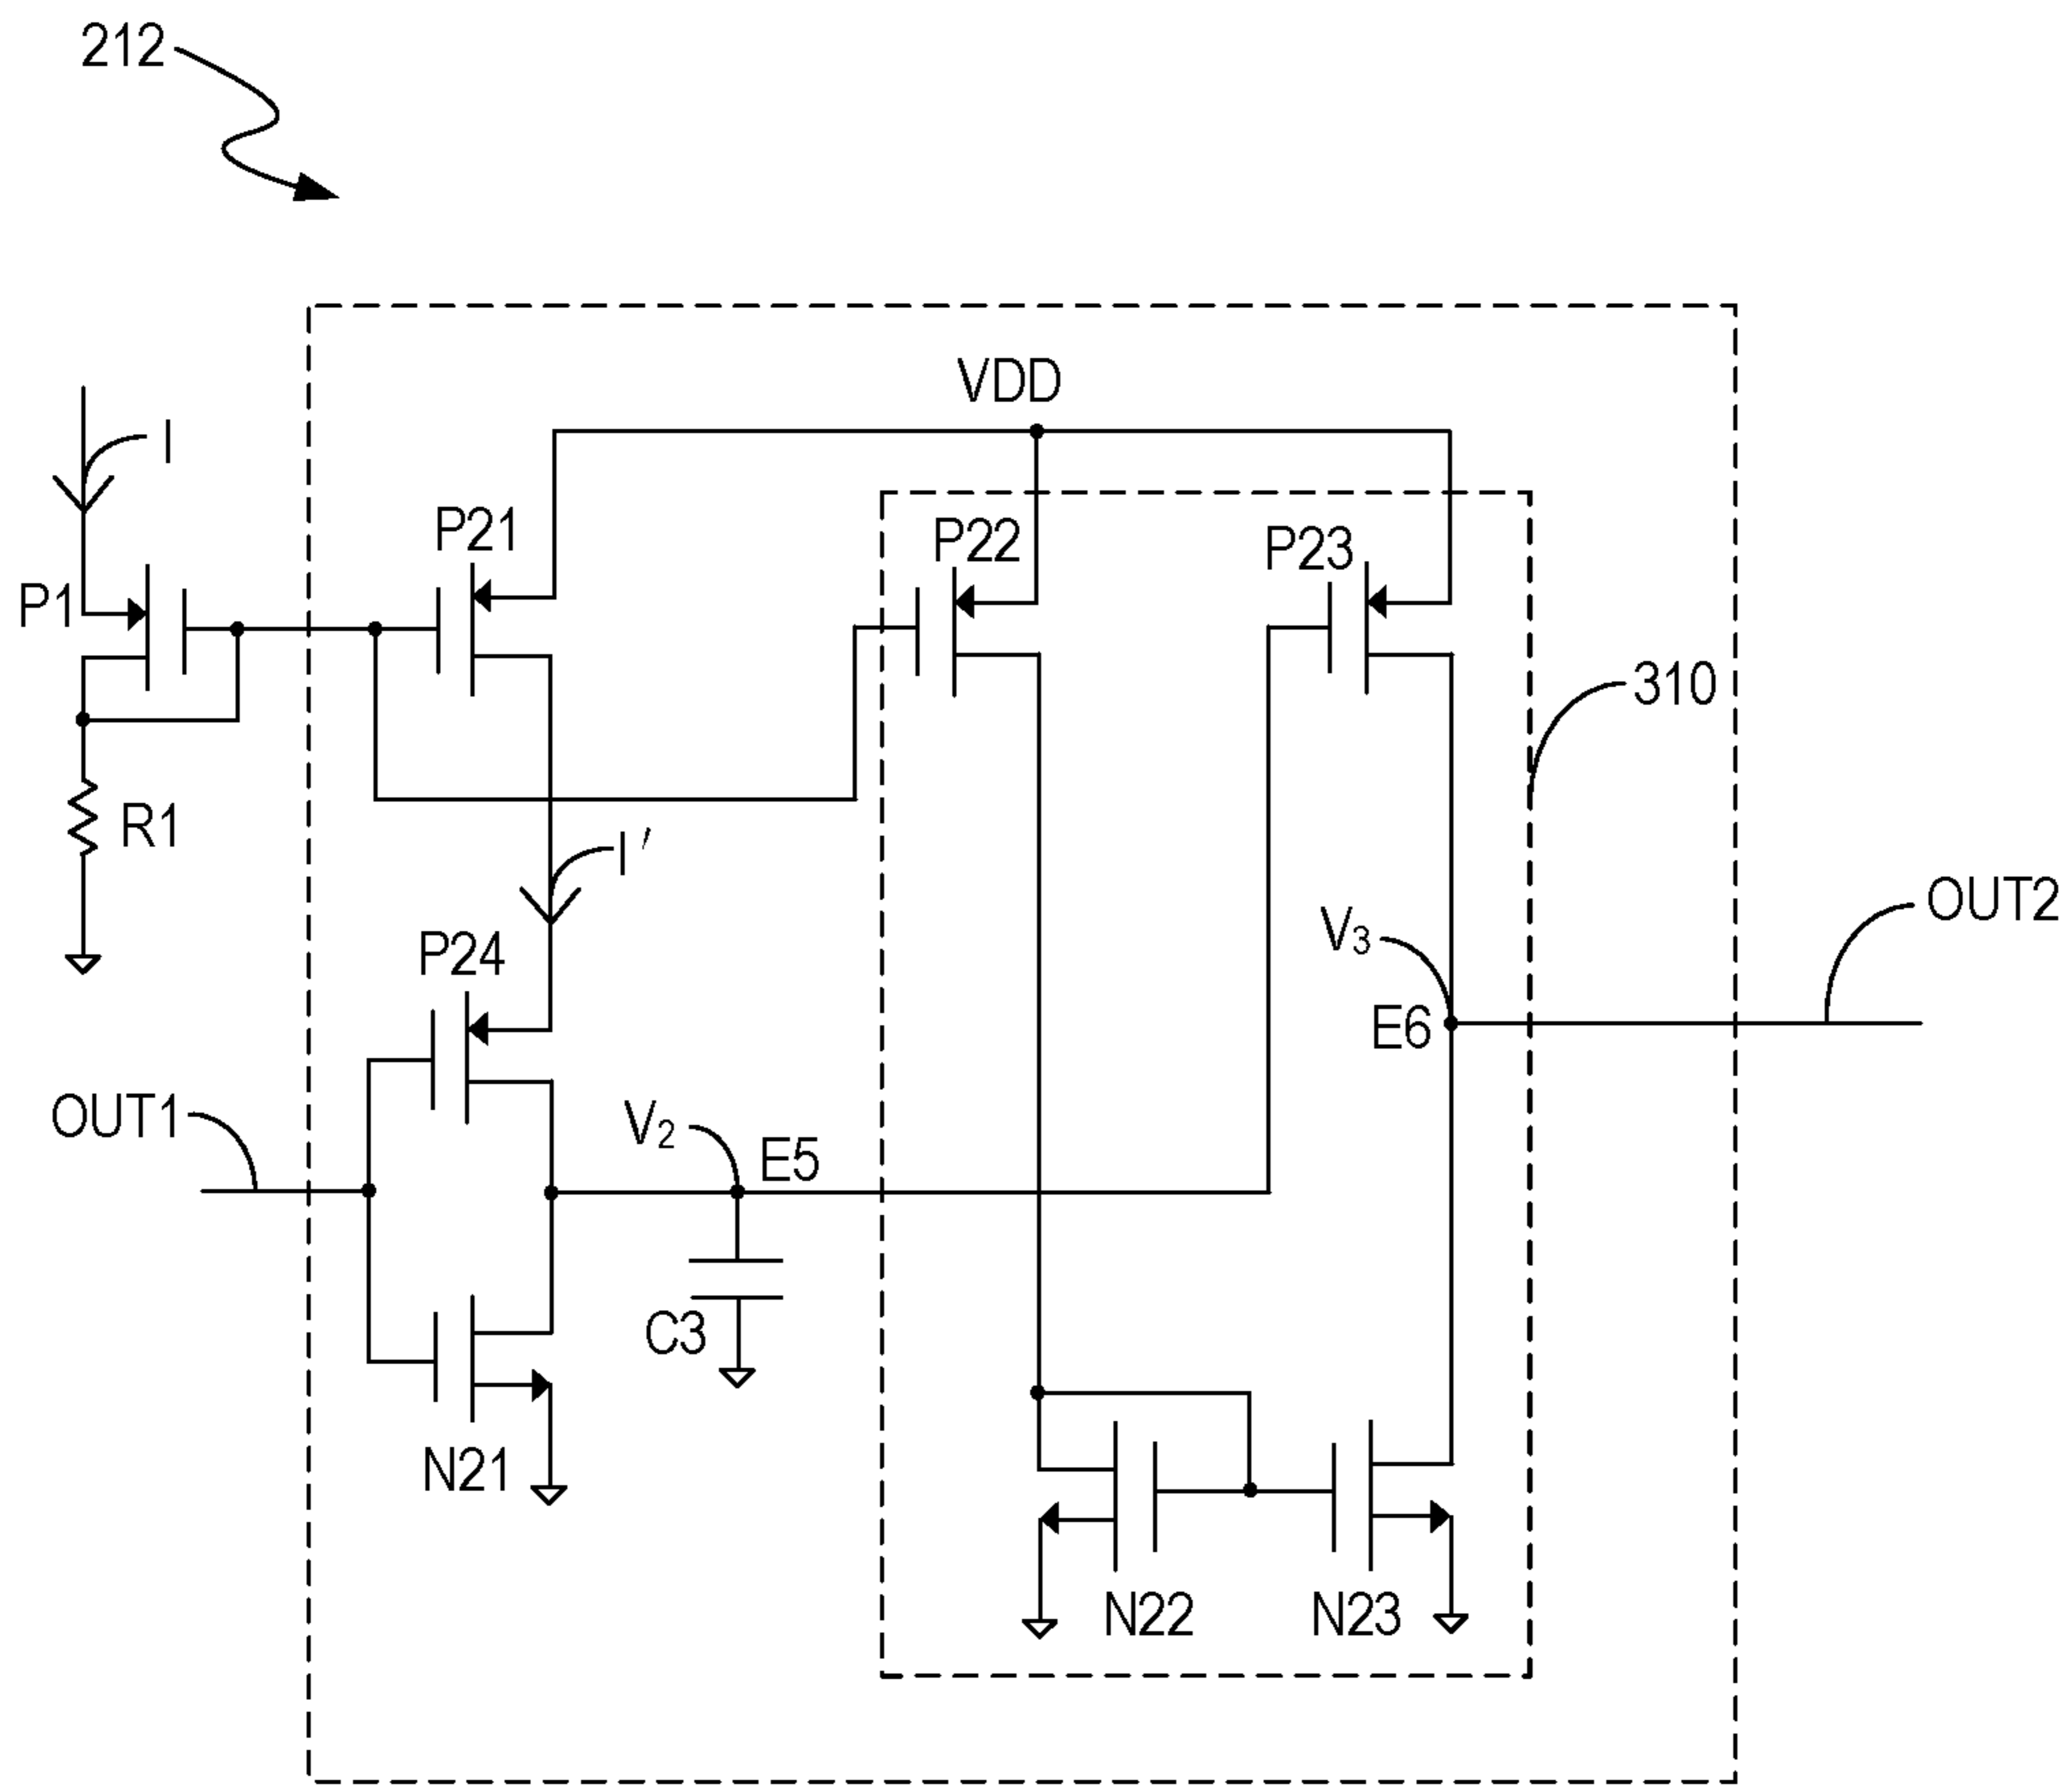 212
VDD
I
P21
P22
P23
P1
310
R1
I′
P24
V₃
OUT2
E6
OUT1
V₂
E5
C3
N21
N22
N23